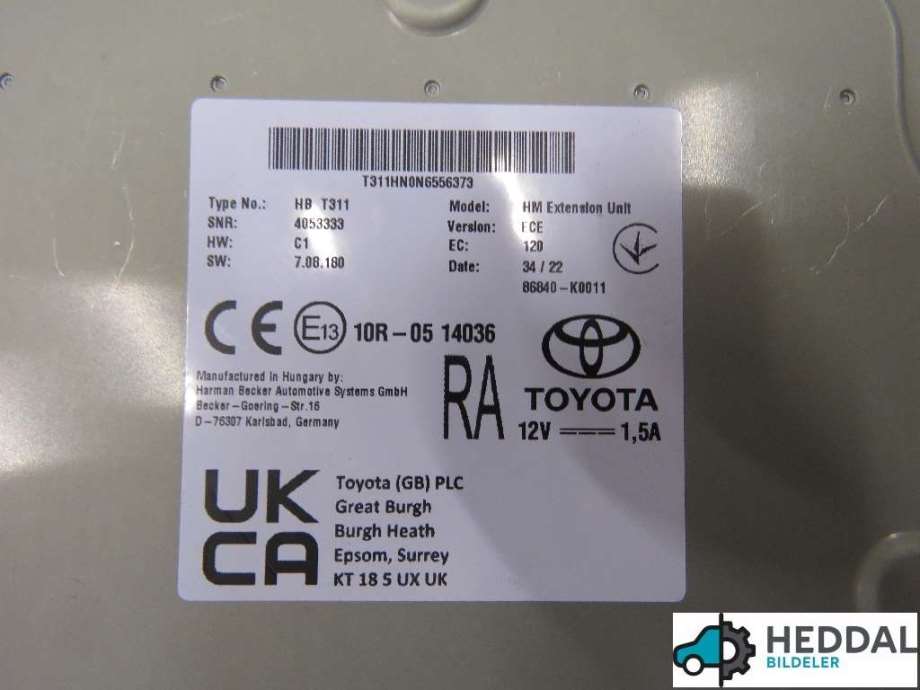 T311HN0N6556373
Type No.: HB T311 Model: HM Extension Unit
SNR: 4053333 Version: FCE
HW: C1 EC: 120
SW: 7.08.180 Date: 34 / 22
86840-K0011
CE E13 10R-05 14036
Manufactured in Hungary by:
Harman Becker Automotive Systems GmbH
Becker-Goering-Str.16
D-76307 Karlsbad, Germany
RA
TOYOTA
12V 1,5A
UK
CA
Toyota (GB) PLC
Great Burgh
Burgh Heath
Epsom, Surrey
KT 18 5 UX UK
HEDDAL
BILDELER